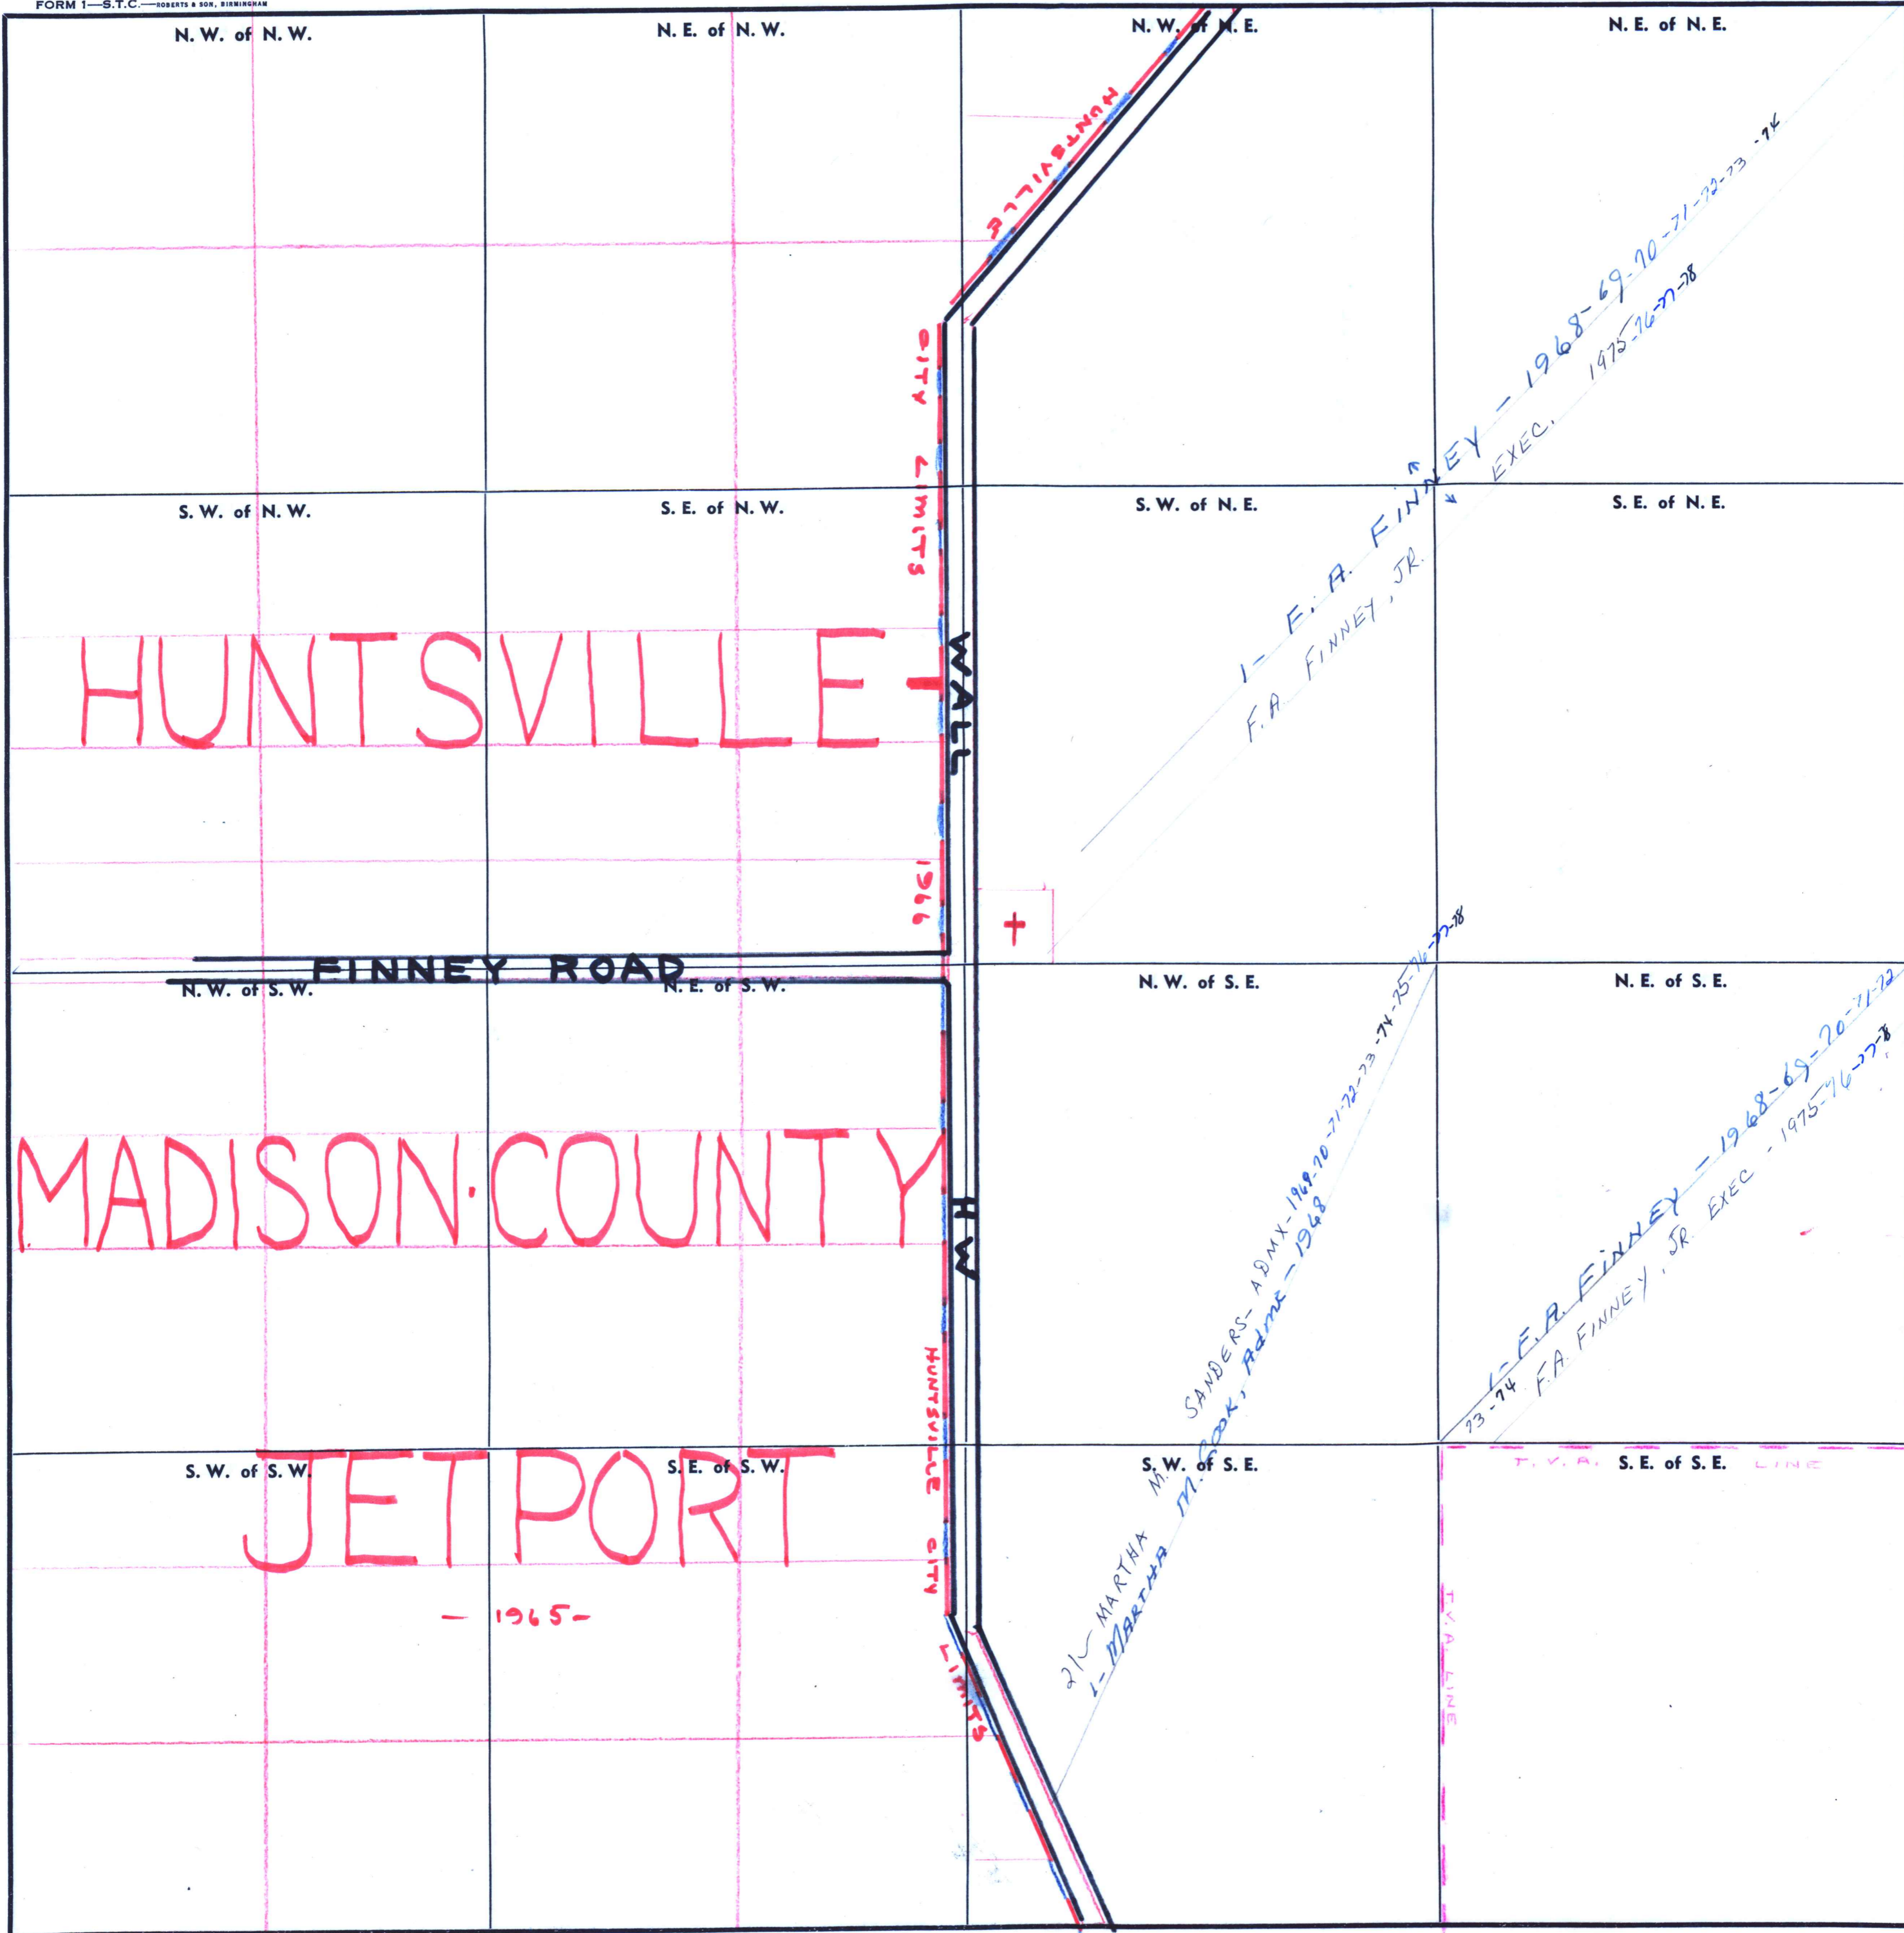 FORM 1—S.T.C.—ROBERTS & SON, BIRMINGHAM
N. W. of N. W.
N. E. of N. W.
N. W. of N. E.
N. E. of N. E.
HUNTSVILLE
CITY LIMITS
1966
1- F. A. FINNEY - 1968-69-70-71-72-73-74
F. A. FINNEY, JR. EXEC. 1975-76-77-78
S. W. of N. W.
S. E. of N. W.
S. W. of N. E.
S. E. of N. E.
HUNTSVILLE-
WALL
+
FINNEY ROAD
N. W. of S. W.
N. E. of S. W.
N. W. of S. E.
N. E. of S. E.
MADISON·COUNTY
HW
HUNTSVILLE CITY
LIMITS
21- MARTHA M. SANDERS- ADMX-1969-70-71-72-73-74-75-76-77-78
1- MARTHA M. COOK, Admx - 1968
1- F. A. FINNEY - 1968-69-70-71-72
73-74
F. A. FINNEY, JR. EXEC - 1975-76-77-78
S. W. of S. W.
S. E. of S. W.
S. W. of S. E.
S. E. of S. E.
T. V. A. LINE
JETPORT
- 1965-
T. V. A. LINE